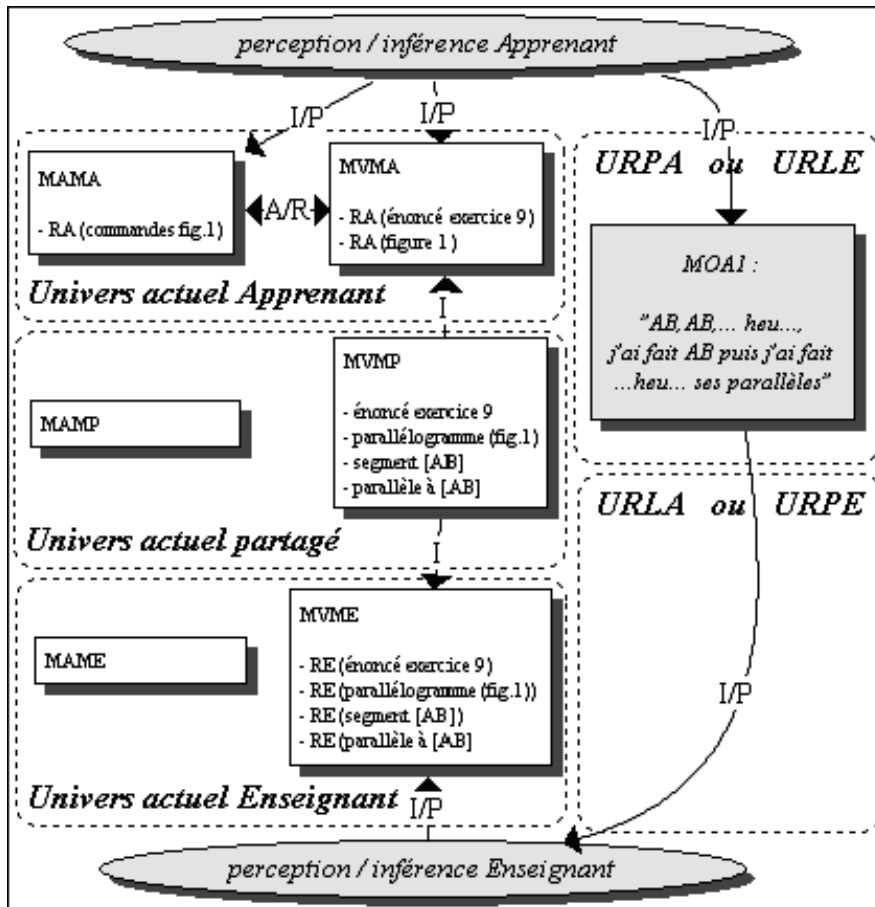 perception / inférence Apprenant
I/P
I/P
I/P
MAMA
- RA (commandes fig.1)
A/R
MVMA
- RA (énoncé exercice 9)
- RA (figure 1)
Univers actuel Apprenant
URPA ou URLE
MOA1 :
"AB, AB,... heu...,
j'ai fait AB puis j'ai fait
...heu... ses parallèles"
I
MAMP
MVMP
- énoncé exercice 9
- parallélogramme (fig.1)
- segment [AB]
- parallèle à [AB]
Univers actuel partagé
URLA ou URPE
I
MAME
MVME
- RE (énoncé exercice 9)
- RE (parallélogramme (fig.1))
- RE (segment [AB])
- RE (parallèle à [AB]
Univers actuel Enseignant
I/P
I/P
perception / inférence Enseignant